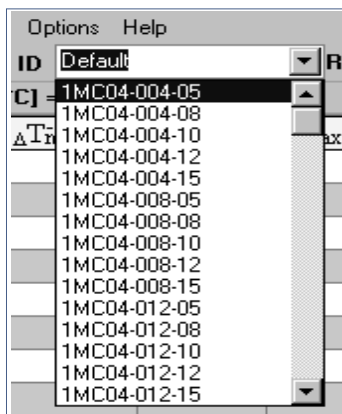 Options Help
ID Default R
'C] =
1MC04-004-05
ΔTm ax
1MC04-004-08
1MC04-004-10
1MC04-004-12
1MC04-004-15
1MC04-008-05
1MC04-008-08
1MC04-008-10
1MC04-008-12
1MC04-008-15
1MC04-012-05
1MC04-012-08
1MC04-012-10
1MC04-012-12
1MC04-012-15